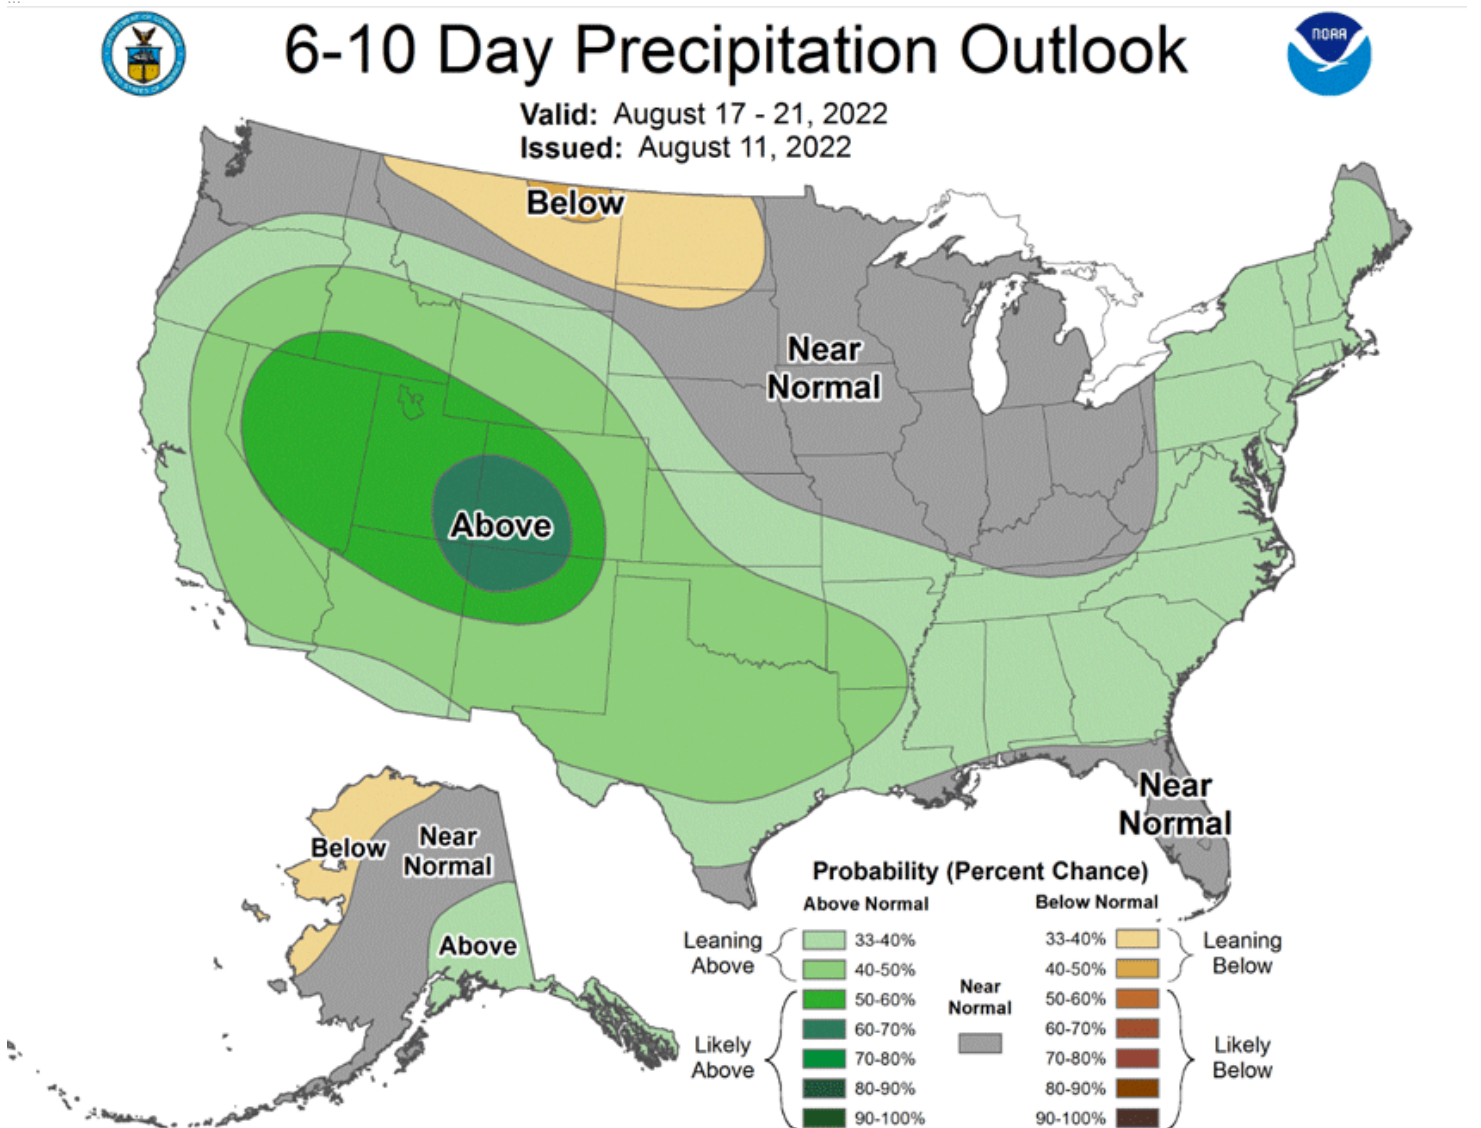 6-10 Day Precipitation Outlook
NOAA
Valid: August 17 - 21, 2022
Issued: August 11, 2022
Below
Near
Normal
Above
Near
Normal
Below
Near
Normal
Above
Probability (Percent Chance)
Above Normal
Below Normal
Leaning
Above
33-40%
40-50%
Likely
Above
50-60%
60-70%
70-80%
80-90%
90-100%
Near
Normal
33-40%
40-50%
Leaning
Below
50-60%
60-70%
70-80%
80-90%
90-100%
Likely
Below